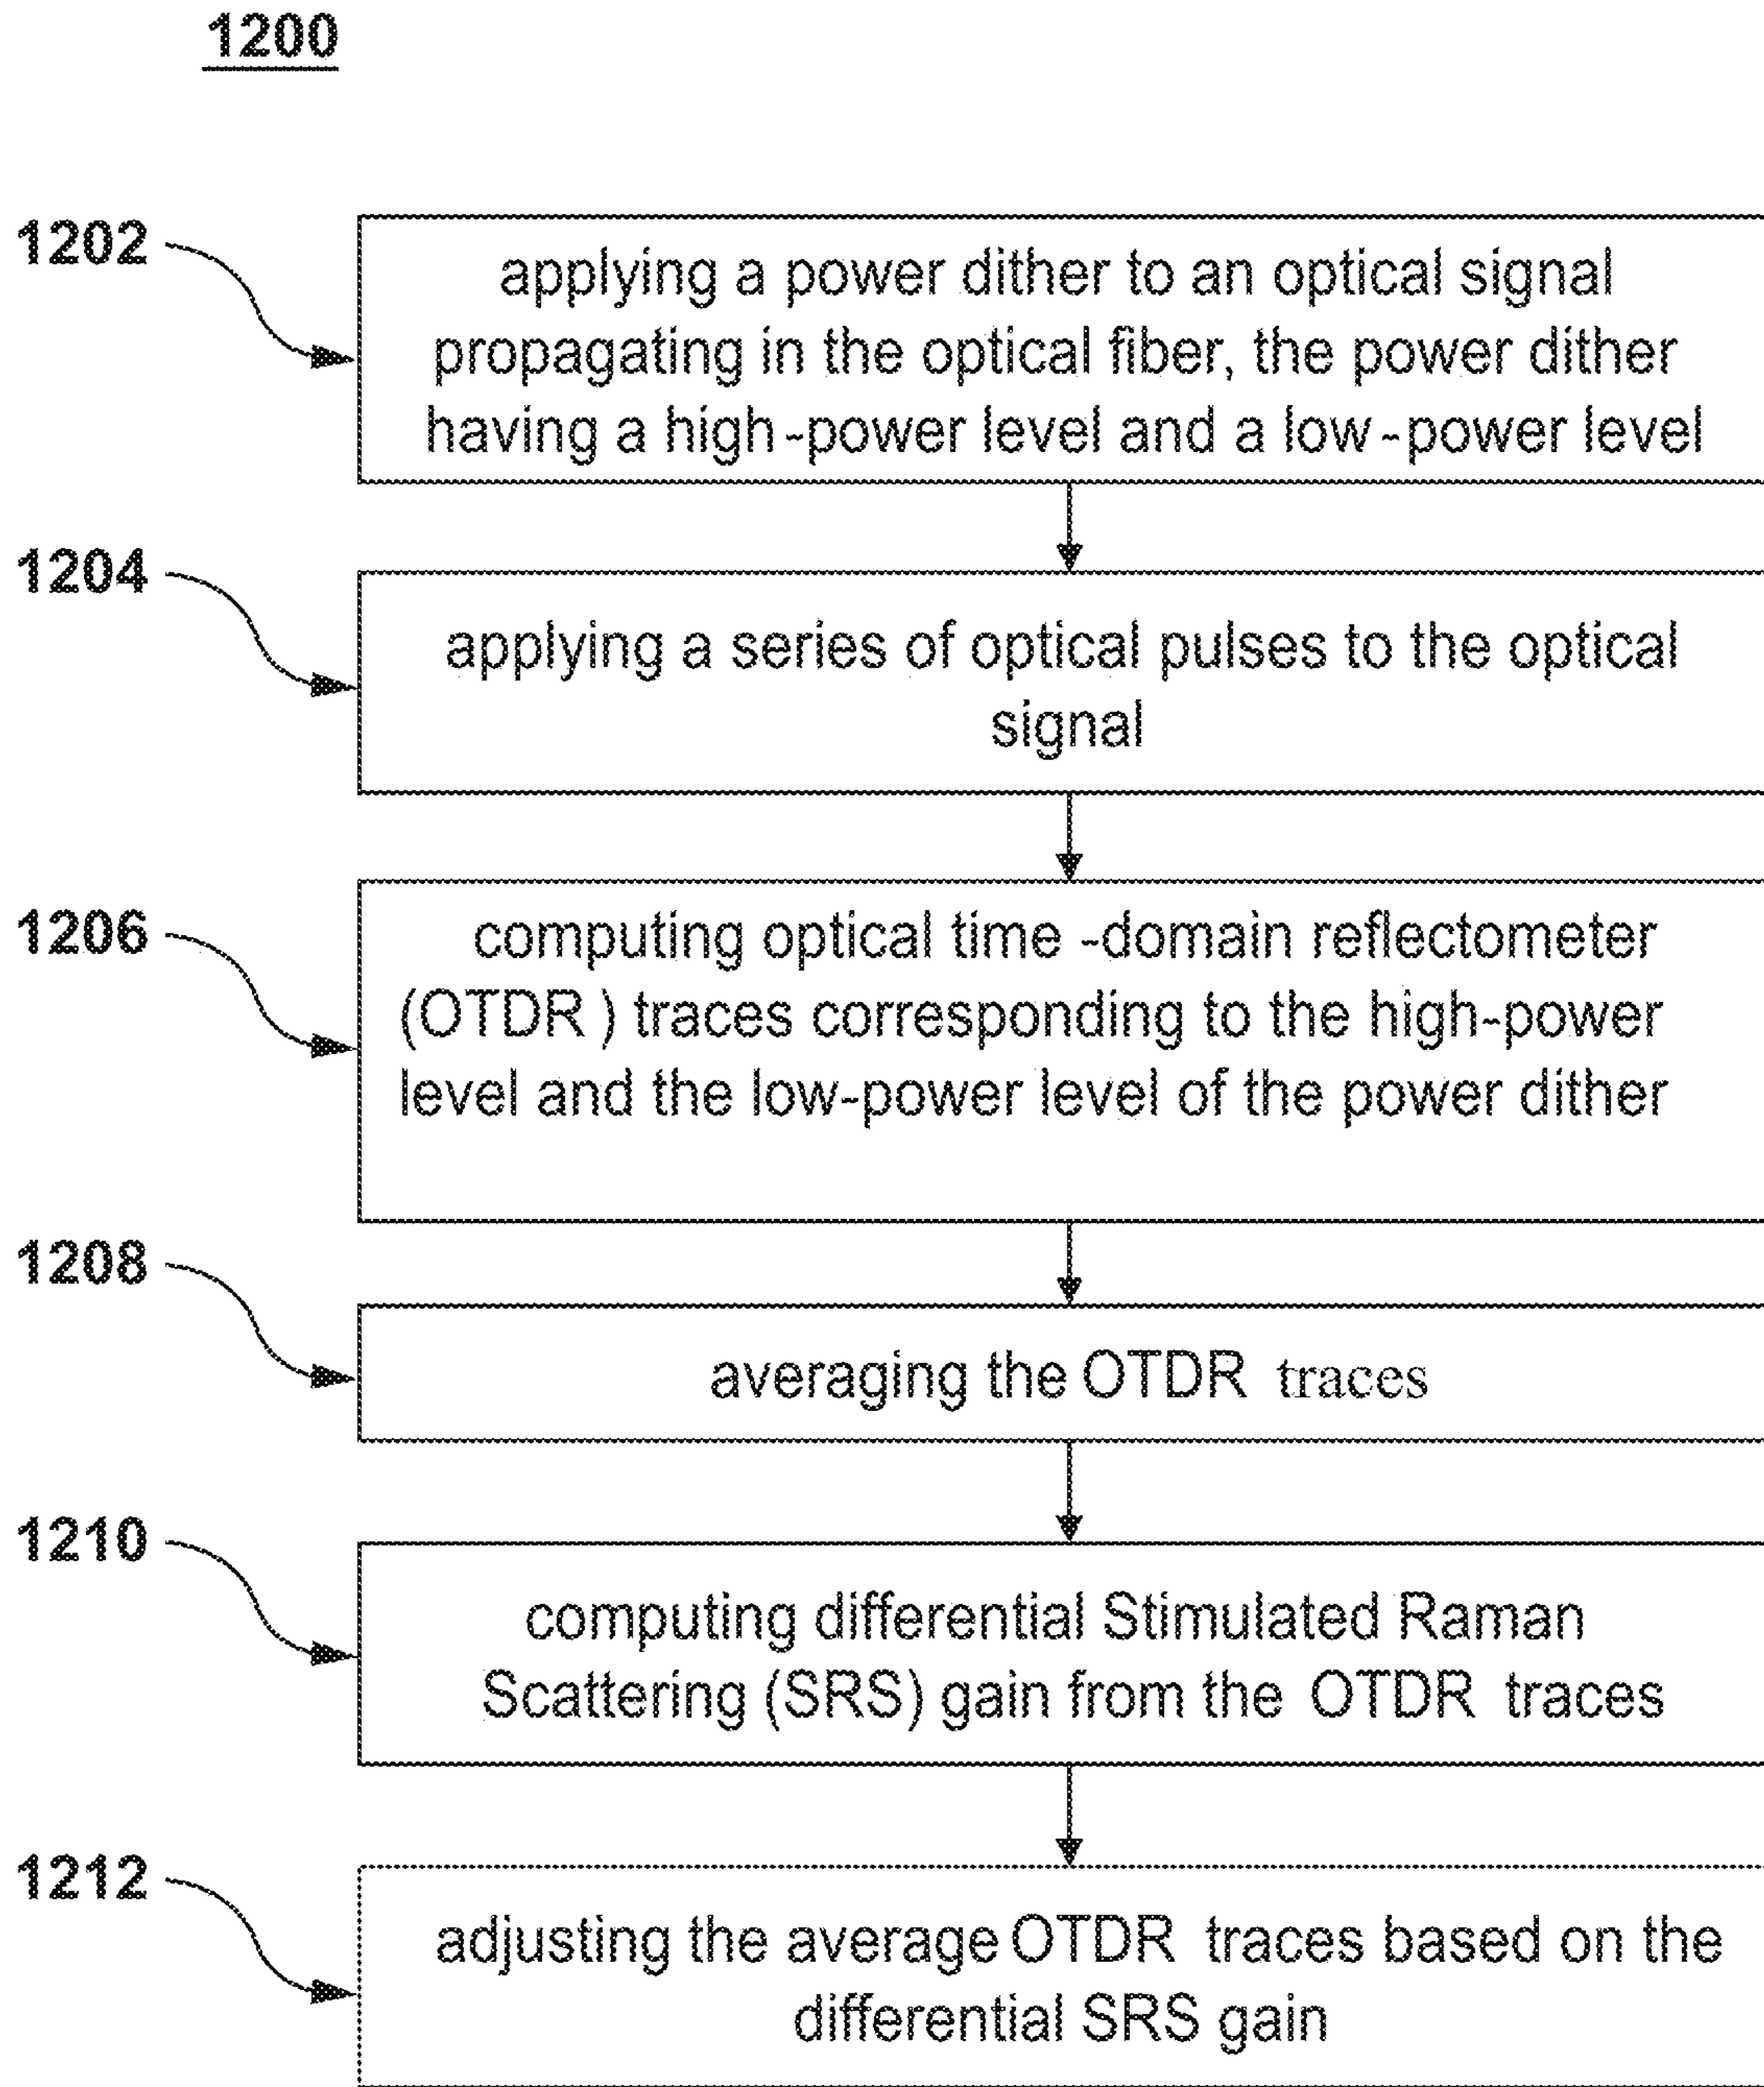 1200
1202
applying a power dither to an optical signal
propagating in the optical fiber, the power dither
having a high-power level and a low-power level
1204
applying a series of optical pulses to the optical
signal
1206
computing optical time-domain reflectometer
(OTDR) traces corresponding to the high-power
level and the low-power level of the power dither
1208
averaging the OTDR traces
1210
computing differential Stimulated Raman
Scattering (SRS) gain from the OTDR traces
1212
adjusting the average OTDR traces based on the
differential SRS gain